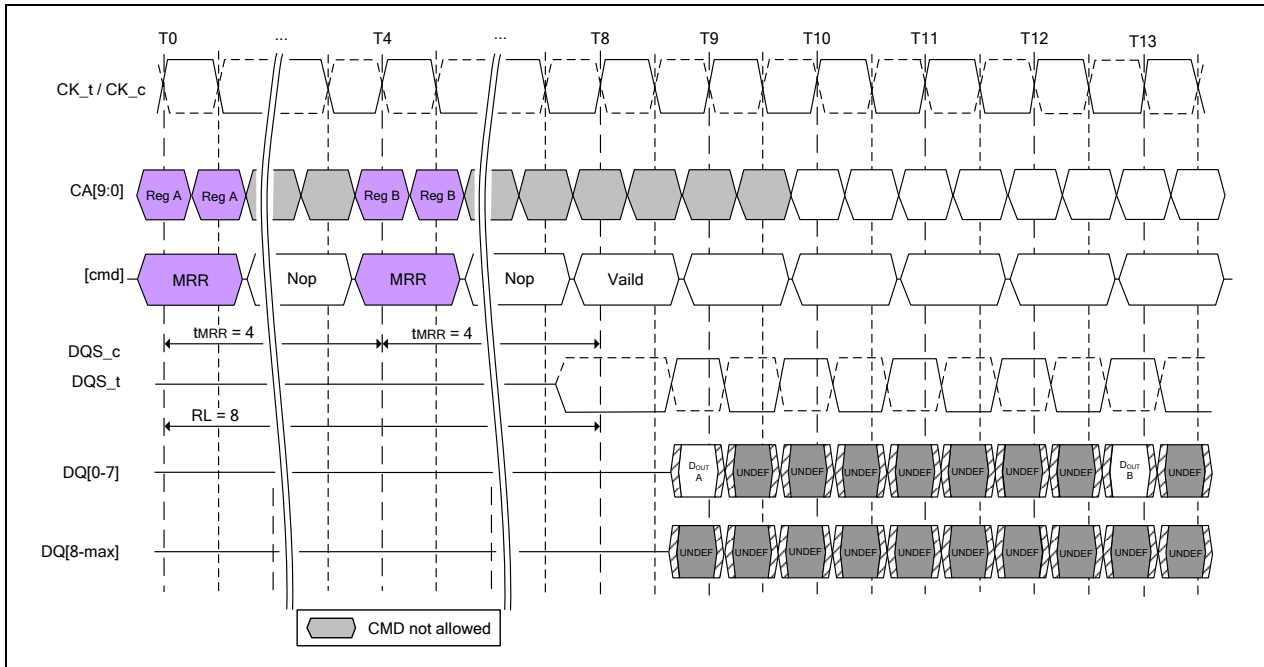 T0 ... T4 ... T8 T9 T10 T11 T12 T13
CK_t / CK_c
CA[9:0] Reg A Reg A Reg B Reg B
[cmd] MRR Nop MRR Nop Vaild
tMRR = 4 tMRR = 4
DQS_c
DQS_t
RL = 8
DQ[0-7] DOUT A UNDEF UNDEF UNDEF UNDEF UNDEF UNDEF UNDEF DOUT B UNDEF
DQ[8-max] UNDEF UNDEF UNDEF UNDEF UNDEF UNDEF UNDEF UNDEF UNDEF UNDEF
CMD not allowed